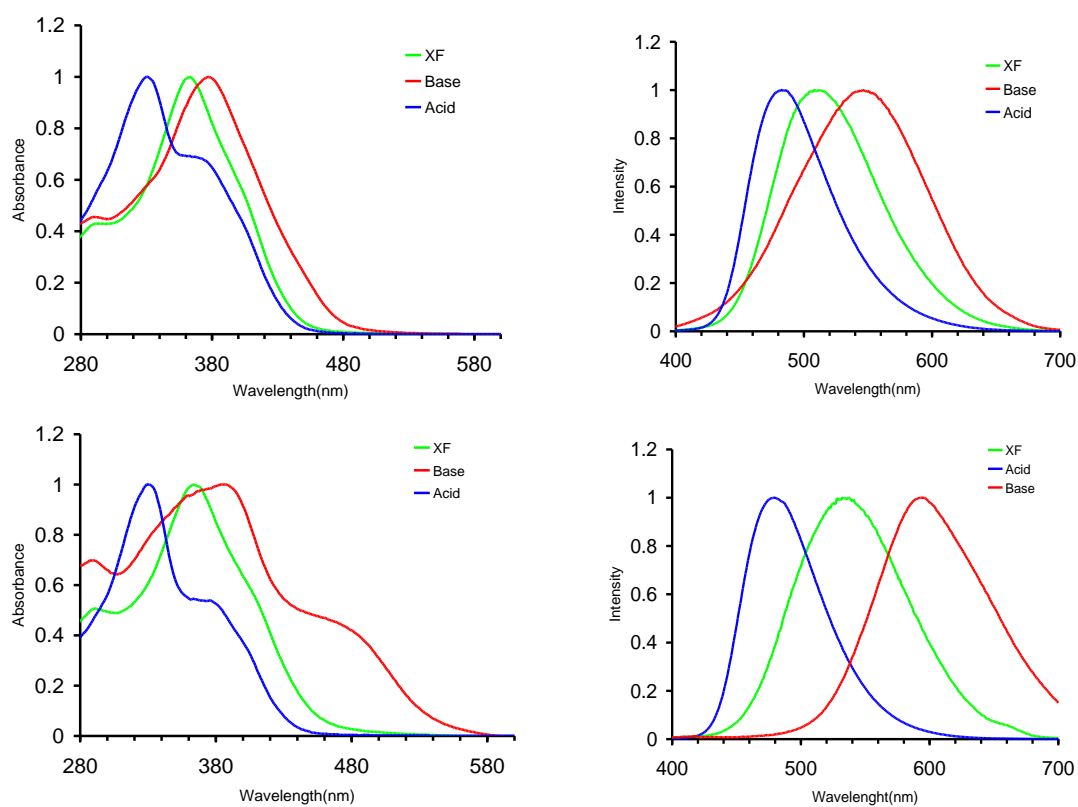 1.2
1
0.8
0.6
0.4
0.2
0
280 380 480 580
Absorbance
Wavelength(nm)
XF
Base
Acid
1.2
1
0.8
0.6
0.4
0.2
0
400 500 600 700
Intensity
Wavelength(nm)
XF
Base
Acid
1.2
1
0.8
0.6
0.4
0.2
0
280 380 480 580
Absorbance
Wavelength(nm)
XF
Base
Acid
1.2
1
0.8
0.6
0.4
0.2
0
400 500 600 700
Intensity
Wavelenght(nm)
XF
Acid
Base